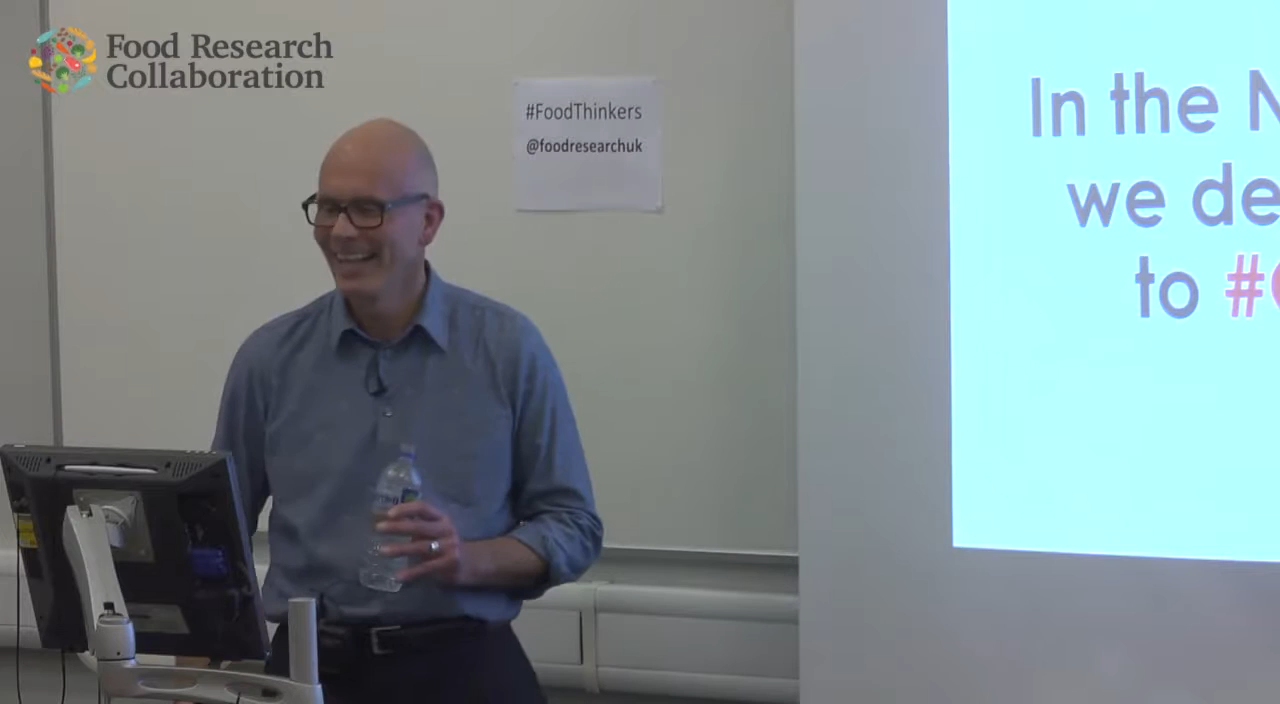 Food Research
Collaboration
#FoodThinkers
@foodresearchuk
In the N
we de
to #